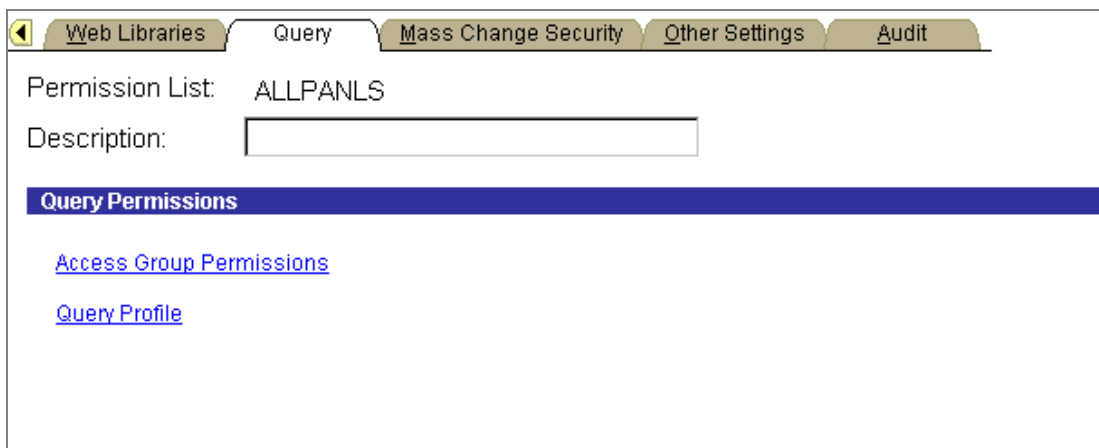 Web Libraries Query Mass Change Security Other Settings Audit
Permission List: ALLPANLS
Description:
Query Permissions
Access Group Permissions
Query Profile